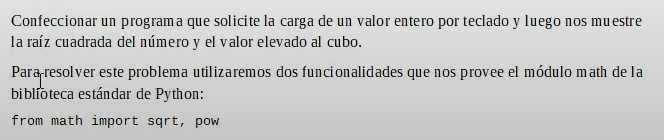 Confeccionar un programa que solicite la carga de un valor entero por teclado y luego nos muestre
la raíz cuadrada del número y el valor elevado al cubo.
Para resolver este problema utilizaremos dos funcionalidades que nos provee el módulo math de la
biblioteca estándar de Python:
from math import sqrt, pow